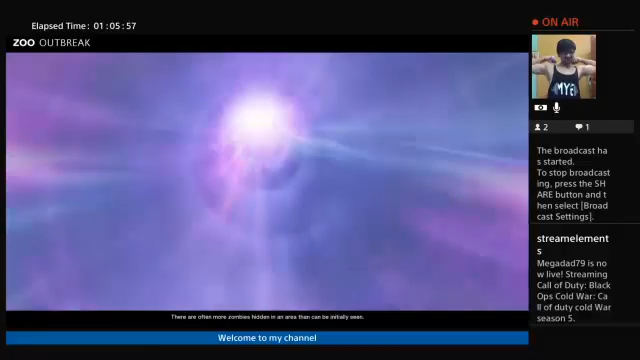 Elapsed Time: 01:05:57
ON AIR
ZOO OUTBREAK
2
1
The broadcast ha
s started.
To stop broadcast
ing, press the SH
ARE button and t
hen select [Broad
cast Settings].
streamelement
s
Megadad79 is no
w live! Streaming
Call of Duty: Black
Ops Cold War: Ca
ll of duty cold War
season 5.
There are often more zombies hidden in an area than can be initially seen.
Welcome to my channel